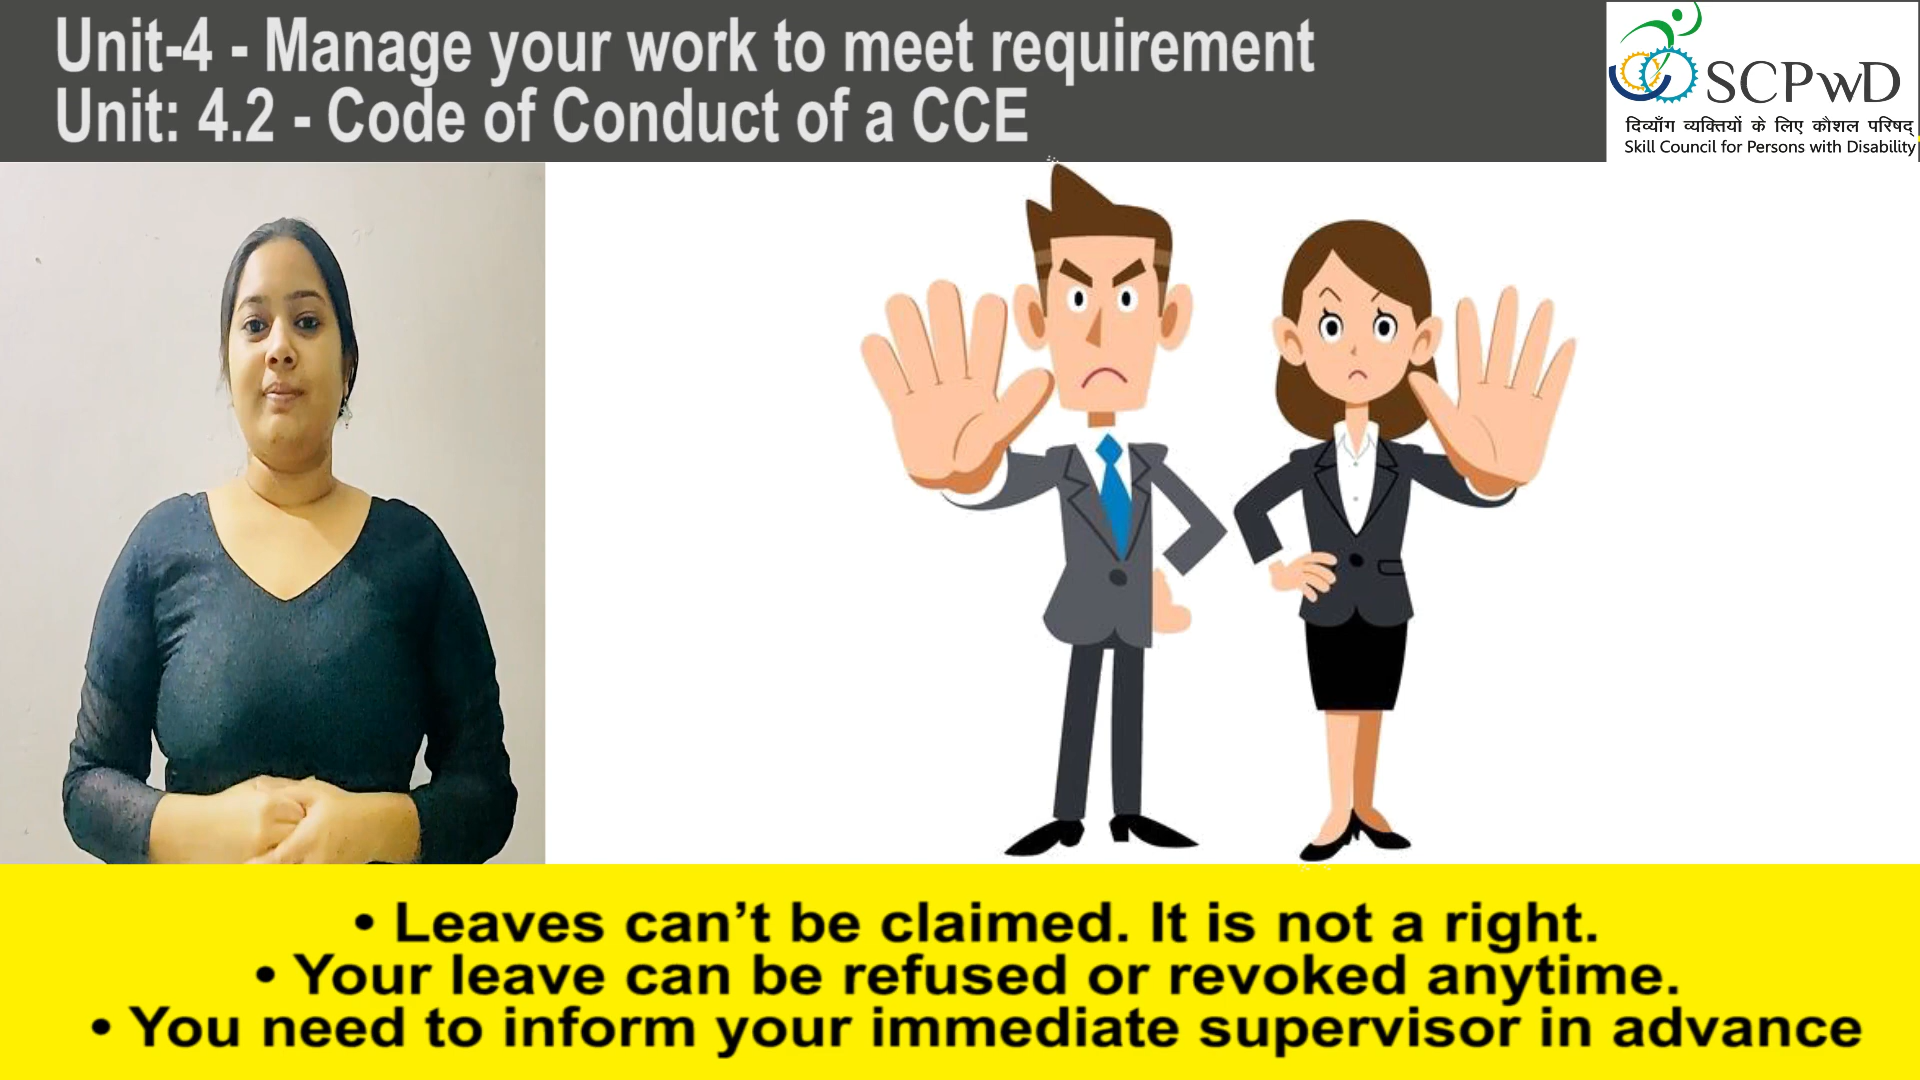 Unit-4 - Manage your work to meet requirement
Unit: 4.2 - Code of Conduct of a CCE
SCPwD
दिव्याँग व्यक्तियों के लिए कौशल परिषद्
Skill Council for Persons with Disability
• Leaves can’t be claimed. It is not a right.
• Your leave can be refused or revoked anytime.
• You need to inform your immediate supervisor in advance